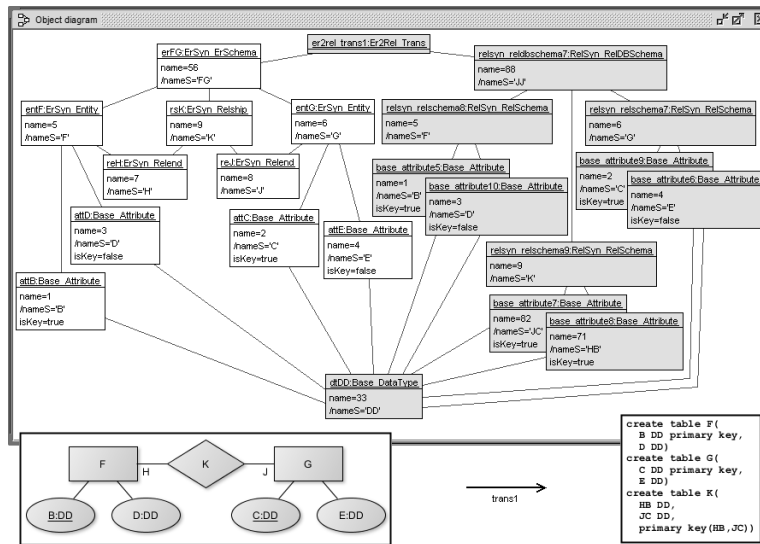 Object diagram
er2rel_trans1:Er2Rel_Trans
erFG:ErSyn_ErSchema
name=56
/nameS='FG'
relsyn_reldbschema7:RelSyn_RelDBSchema
name=88
/nameS='JJ'
entF:ErSyn_Entity
name=5
/nameS='F'
rsK:ErSyn_Relship
name=9
/nameS='K'
entG:ErSyn_Entity
name=6
/nameS='G'
relsyn_relschema8:RelSyn_RelSchema
name=5
/nameS='F'
relsyn_relschema7:RelSyn_RelSchema
name=6
/nameS='G'
reH:ErSyn_Relend
name=7
/nameS='H'
reJ:ErSyn_Relend
name=8
/nameS='J'
base_attribute5:Base_Attribute
name=1
/nameS='B'
isKey=true
base_attribute10:Base_Attribute
name=3
/nameS='D'
isKey=false
base_attribute9:Base_Attribute
name=2
/nameS='C'
isKey=true
base_attribute6:Base_Attribute
name=4
/nameS='E'
isKey=false
attD:Base_Attribute
name=3
/nameS='D'
isKey=false
attC:Base_Attribute
name=2
/nameS='C'
isKey=true
attE:Base_Attribute
name=4
/nameS='E'
isKey=false
relsyn_relschema9:RelSyn_RelSchema
name=9
/nameS='K'
attB:Base_Attribute
name=1
/nameS='B'
isKey=true
base_attribute7:Base_Attribute
name=82
/nameS='JC'
isKey=true
base_attribute8:Base_Attribute
name=71
/nameS='HB'
isKey=true
dtDD:Base_DataType
name=33
/nameS='DD'
F
H
K
J
G
B:DD
D:DD
C:DD
E:DD
trans1
create table F(
B DD primary key,
D DD)
create table G(
C DD primary key,
E DD)
create table K(
HB DD,
JC DD,
primary key(HB,JC))